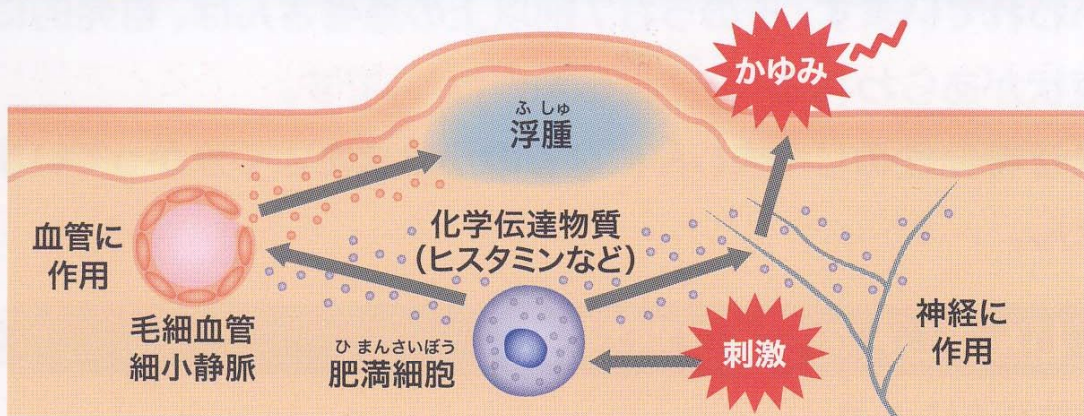 かゆみ
ふ しゅ
浮腫
化学伝達物質
(ヒスタミンなど)
血管に
作用
毛細血管
細小静脈
ひ まんさいぼう
肥満細胞
刺激
神経に
作用